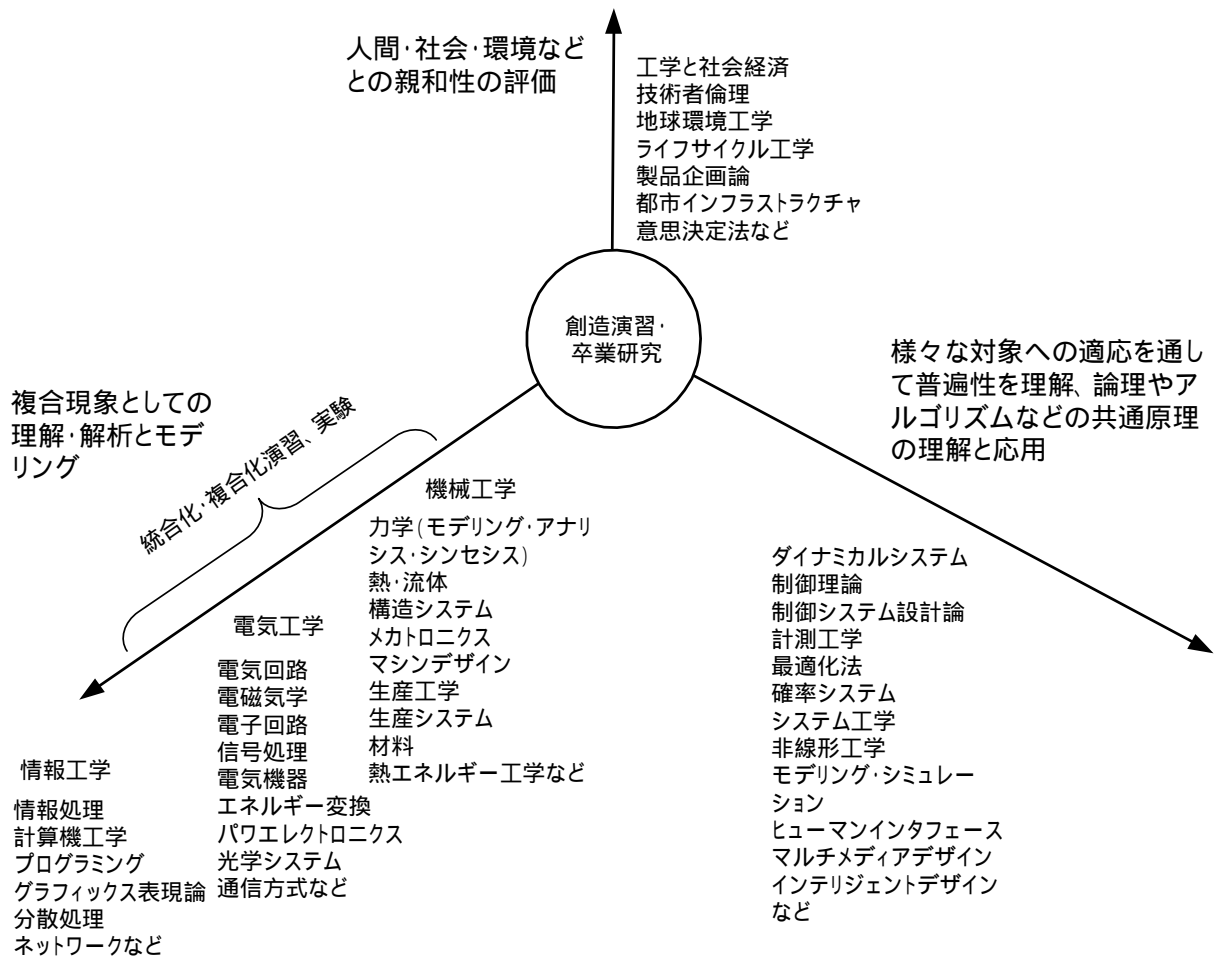 人間・社会・環境など
との親和性の評価
工学と社会経済
技術者倫理
地球環境工学
ライフサイクル工学
製品企画論
都市インフラストラクチャ
意思決定法など
創造演習・
卒業研究
様々な対象への適応を通し
て普遍性を理解、論理やア
ルゴリズムなどの共通原理
の理解と応用
複合現象としての
理解・解析とモデ
リング
統合化・複合化演習、実験
機械工学
力学(モデリング・アナリ
シス・シンセシス)
熱・流体
構造システム
メカトロニクス
マシンデザイン
生産工学
生産システム
材料
熱エネルギー工学など
電気工学
電気回路
電磁気学
電子回路
信号処理
電気機器
エネルギー変換
パワエレクトロニクス
光学システム
通信方式など
情報工学
情報処理
計算機工学
プログラミング
グラフィックス表現論
分散処理
ネットワークなど
ダイナミカルシステム
制御理論
制御システム設計論
計測工学
最適化法
確率システム
システム工学
非線形工学
モデリング・シミュレー
ション
ヒューマンインタフェース
マルチメディアデザイン
インテリジェントデザイン
など